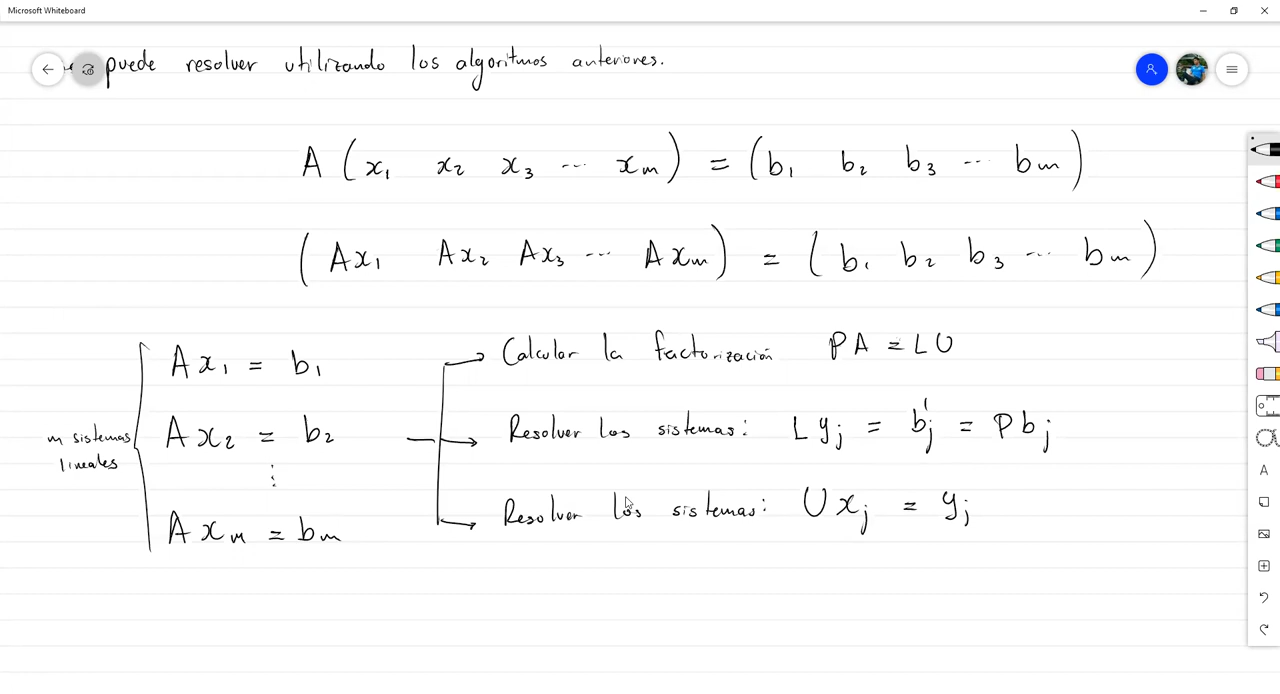 Microsoft Whiteboard
puede resolver utilizando los algoritmos anteriores.
A (x₁ x₂ x₃ ... xₘ) = (b₁ b₂ b₃ ... bₘ)
(Ax₁ Ax₂ Ax₃ ... Axₘ) = (b₁ b₂ b₃ ... bₘ)
m sistemas
lineales
Ax₁ = b₁
Ax₂ = b₂
⋮
Axₘ = bₘ
Calcular la factorización PA = LU
Resolver los sistemas: Lyⱼ = b'ⱼ = Pbⱼ
Resolver los sistemas: Uxⱼ = yⱼ
A